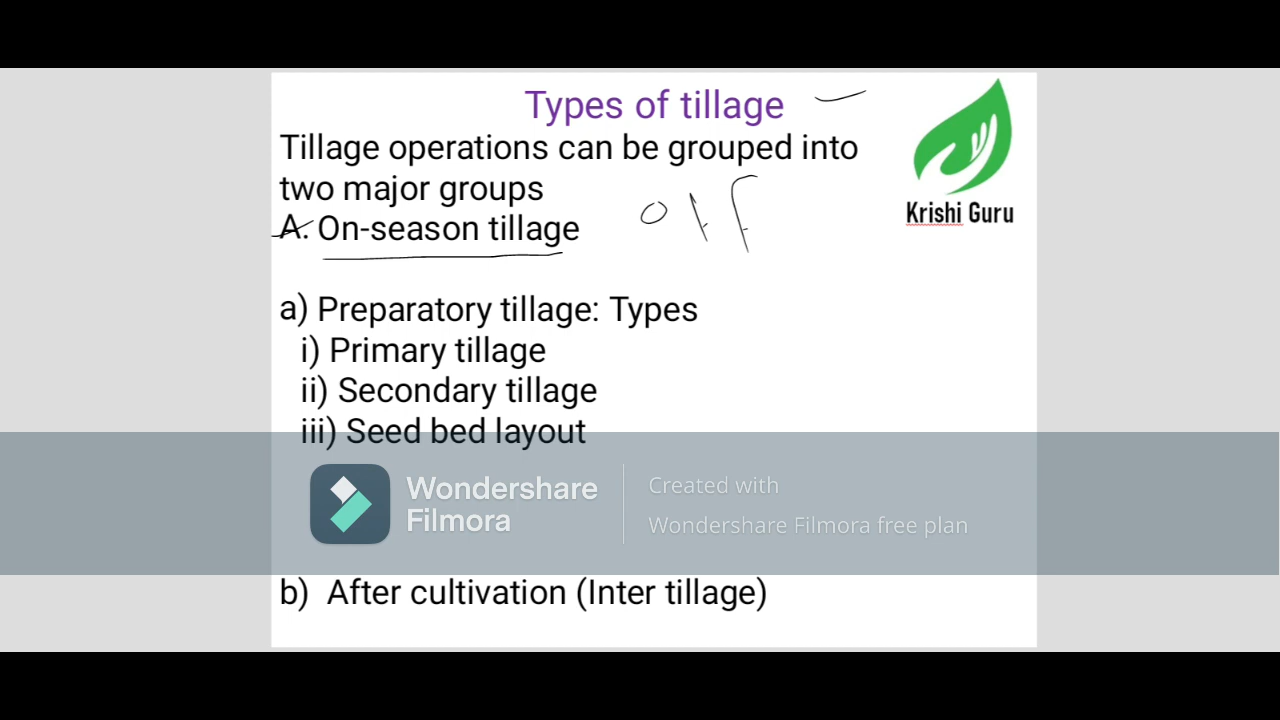 Types of tillage
Tillage operations can be grouped into
two major groups
A. On-season tillage
off
Krishi Guru
a) Preparatory tillage: Types
i) Primary tillage
ii) Secondary tillage
iii) Seed bed layout
Wondershare
Filmora
Created with
Wondershare Filmora free plan
b) After cultivation (Inter tillage)